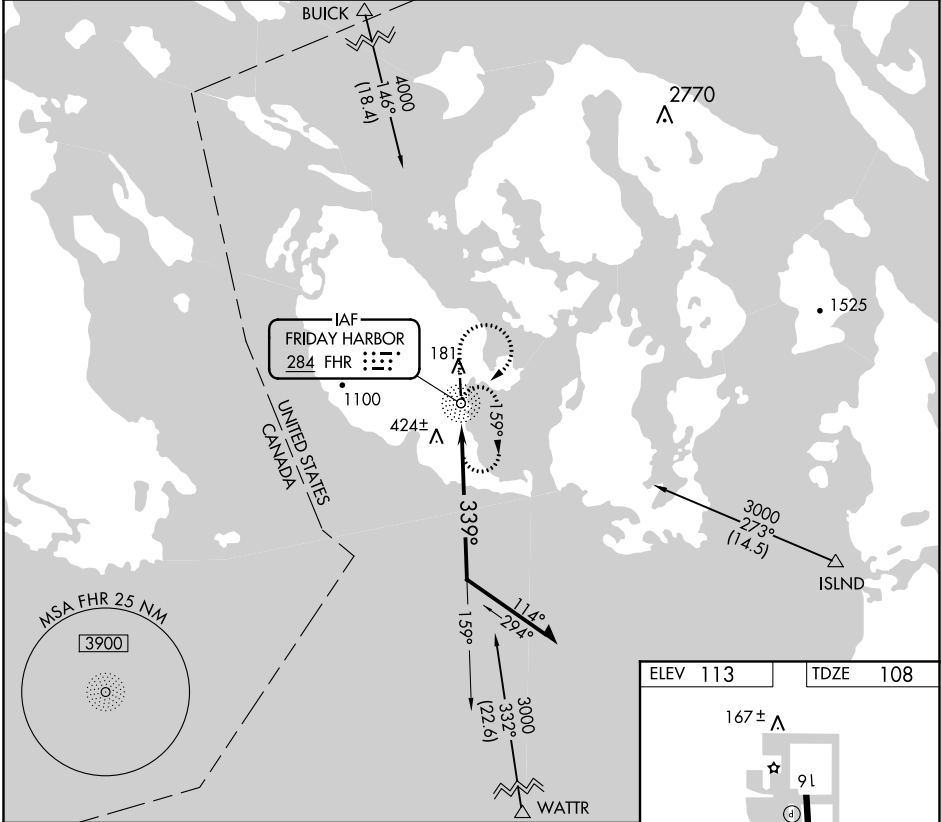 BUICK
4000
146°
(18.4)
2770
1525
IAF
FRIDAY HARBOR
284 FHR
181
1100
159°
424±
UNITED STATES
CANADA
339°
3000
273°
(14.5)
ISLND
114°
294°
159°
MSA FHR 25 NM
3900
3000
332°
(22.6)
WATTR
ELEV 113
TDZE 108
167±
16
P